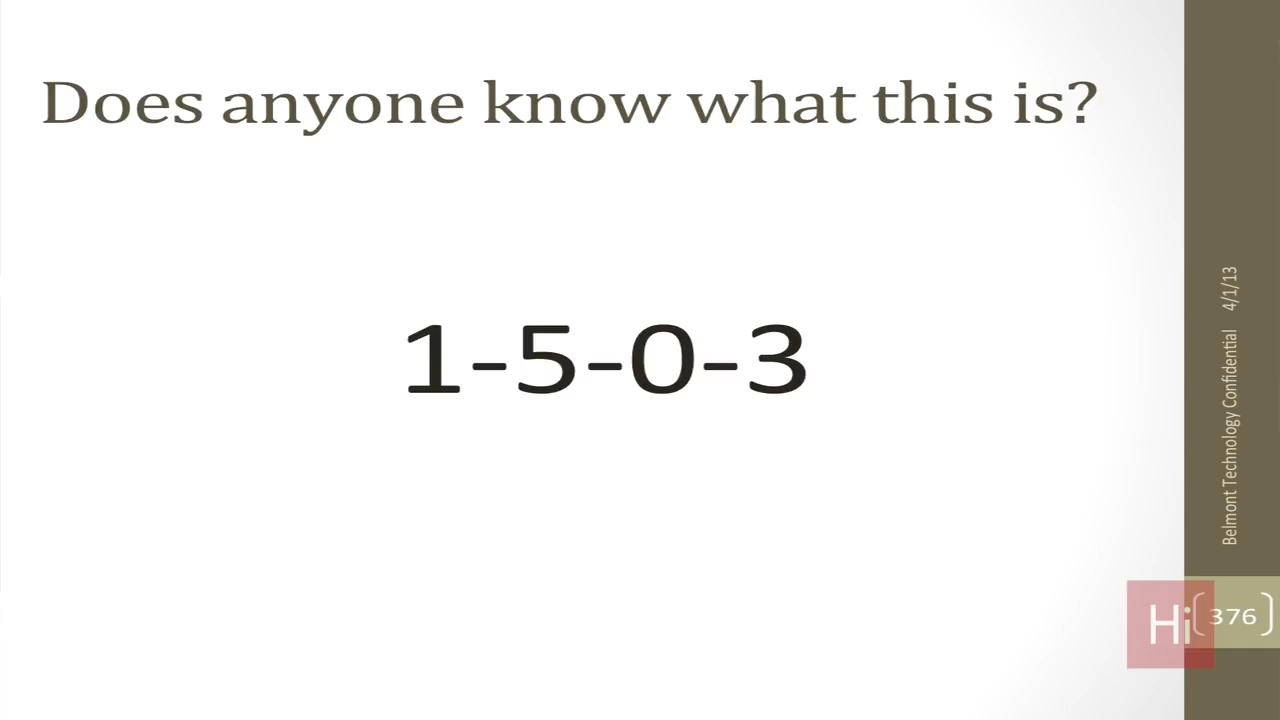 Does anyone know what this is?
1-5-0-3
Belmont Technology Confidential 4/1/13
376
Hi